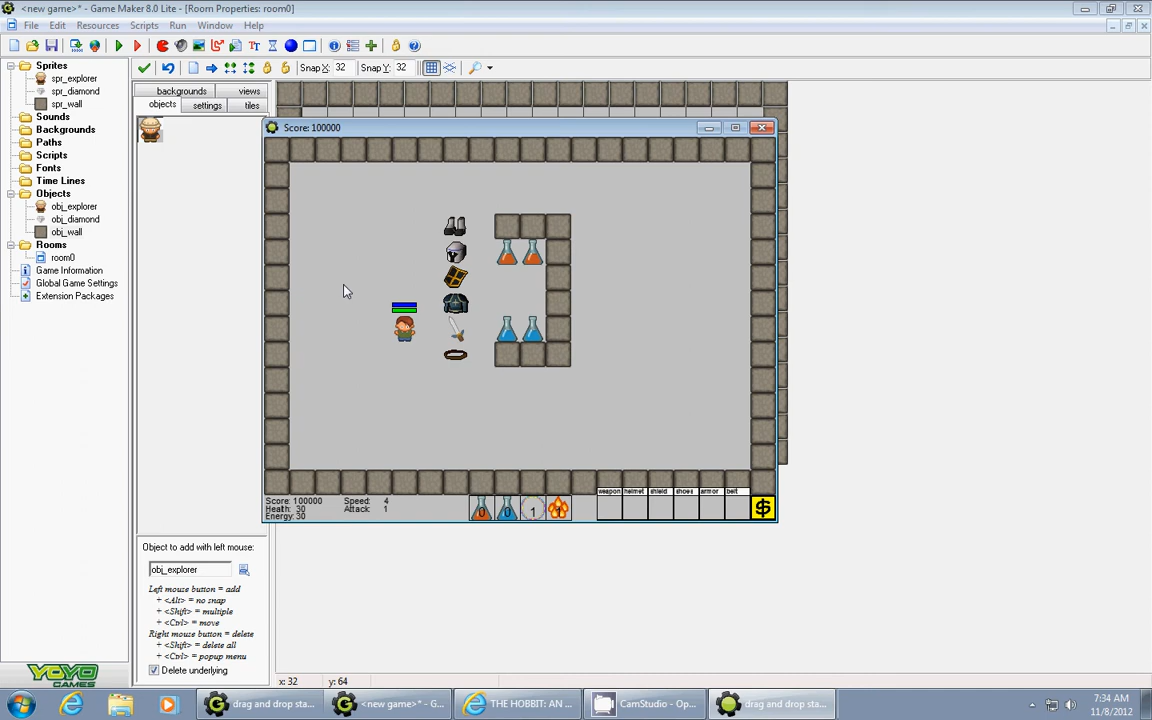 <new game>* - Game Maker 8.0 Lite - [Room Properties: room0]
File Edit Resources Scripts Run Window Help
Snap X: 32 Snap Y: 32
Sprites
spr_explorer
spr_diamond
spr_wall
Sounds
Backgrounds
Paths
Scripts
Fonts
Time Lines
Objects
obj_explorer
obj_diamond
obj_wall
Rooms
room0
Game Information
Global Game Settings
Extension Packages
backgrounds views
objects settings tiles
Score: 100000
Score: 100000 Speed: 4
Health: 30 Attack: 1
Energy: 30
0 0 1
weapon helmet shield shoes armor belt
$
Object to add with left mouse:
obj_explorer
Left mouse button = add
+ <Alt> = no snap
+ <Shift> = multiple
+ <Ctrl> = move
Right mouse button = delete
+ <Shift> = delete all
+ <Ctrl> = popup menu
Delete underlying
YOYO
GAMES
x: 32 y: 64
drag and drop sta...
<new game>* - G...
THE HOBBIT: AN ...
CamStudio - Op...
drag and drop sta...
7:34 AM
11/8/2012